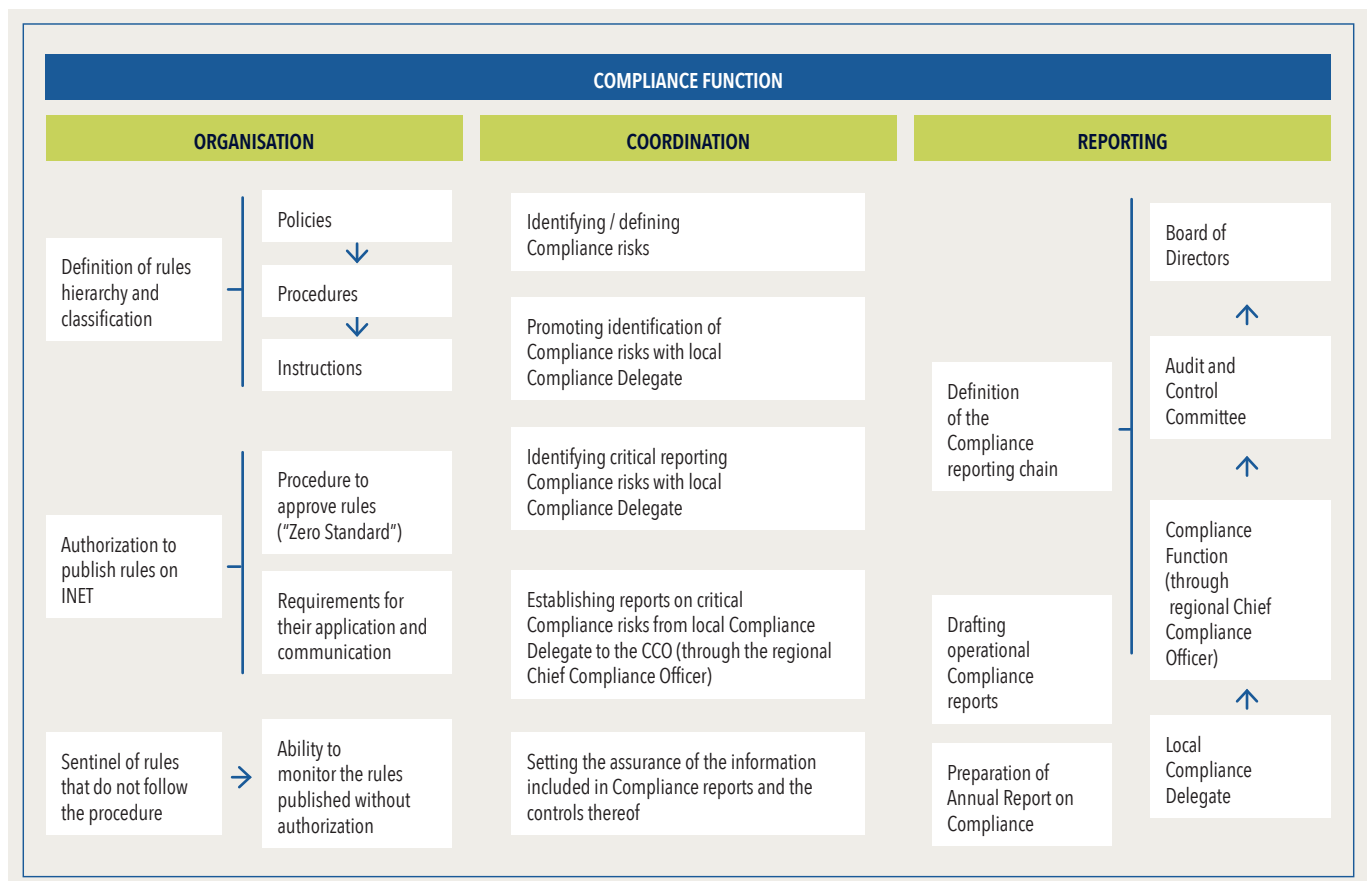 COMPLIANCE FUNCTION
ORGANISATION
Definition of rules
hierarchy and
classification
Policies
Procedures
Instructions
Authorization to
publish rules on
INET
Procedure to
approve rules
("Zero Standard")
Requirements for
their application and
communication
Sentinel of rules
that do not follow
the procedure
Ability to
monitor the rules
published without
authorization
COORDINATION
Identifying / defining
Compliance risks
Promoting identification of
Compliance risks with local
Compliance Delegate
Identifying critical reporting
Compliance risks with local
Compliance Delegate
Establishing reports on critical
Compliance risks from local Compliance
Delegate to the CCO (through the regional
Chief Compliance Officer)
Setting the assurance of the information
included in Compliance reports and the
controls thereof
REPORTING
Definition
of the
Compliance
reporting chain
Drafting
operational
Compliance
reports
Preparation of
Annual Report on
Compliance
Board of
Directors
Audit and
Control
Committee
Compliance
Function
(through
regional Chief
Compliance
Officer)
Local
Compliance
Delegate